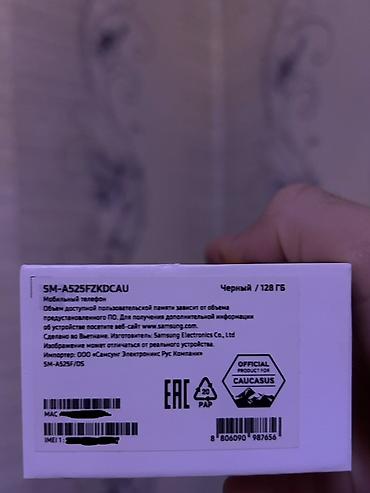 SM-A525FZKDCAU
Черный / 128 ГБ
Мобильный телефон
Объем доступной пользовательской памяти зависит от объема
предустановленного ПО. Для получения дополнительной информации
об устройстве посетите веб-сайт www.samsung.com.
Сделано во Вьетнаме. Изготовитель: Samsung Electronics Co., Ltd
Изображение может отличаться от реального устройства.
Импортер: ООО «Самсунг Электроникс Рус Компани»
SM-A525F/DS
EAC
20
PAP
OFFICIAL
PRODUCT FOR
CAUCASUS
MAC
IMEI 1 :
8 806090 987656